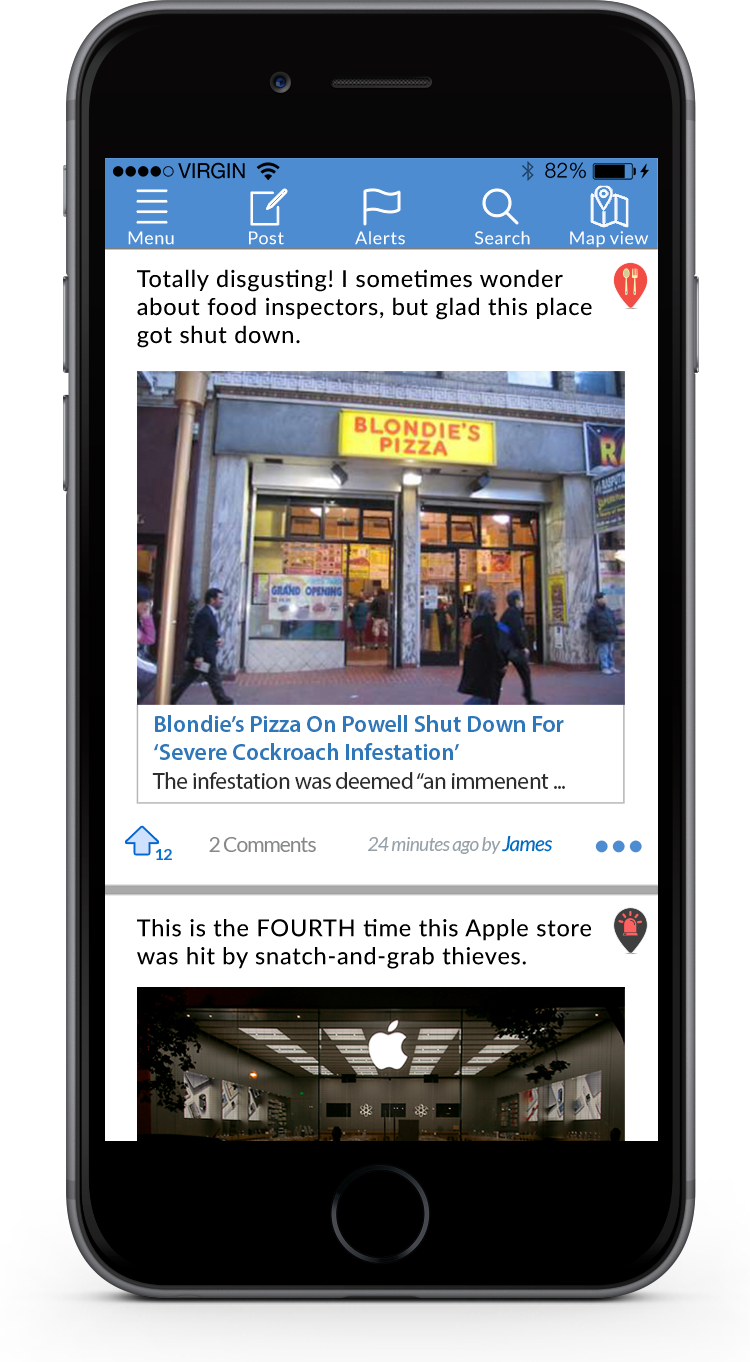 VIRGIN 82%
Menu Post Alerts Search Map view
Totally disgusting! I sometimes wonder
about food inspectors, but glad this place
got shut down.
BLONDIE'S
PIZZA
RA
RASPUTIN
GRAND OPENING
Blondie’s Pizza On Powell Shut Down For
‘Severe Cockroach Infestation’
The infestation was deemed “an immenent ...
12 2 Comments 24 minutes ago by James
This is the FOURTH time this Apple store
was hit by snatch-and-grab thieves.